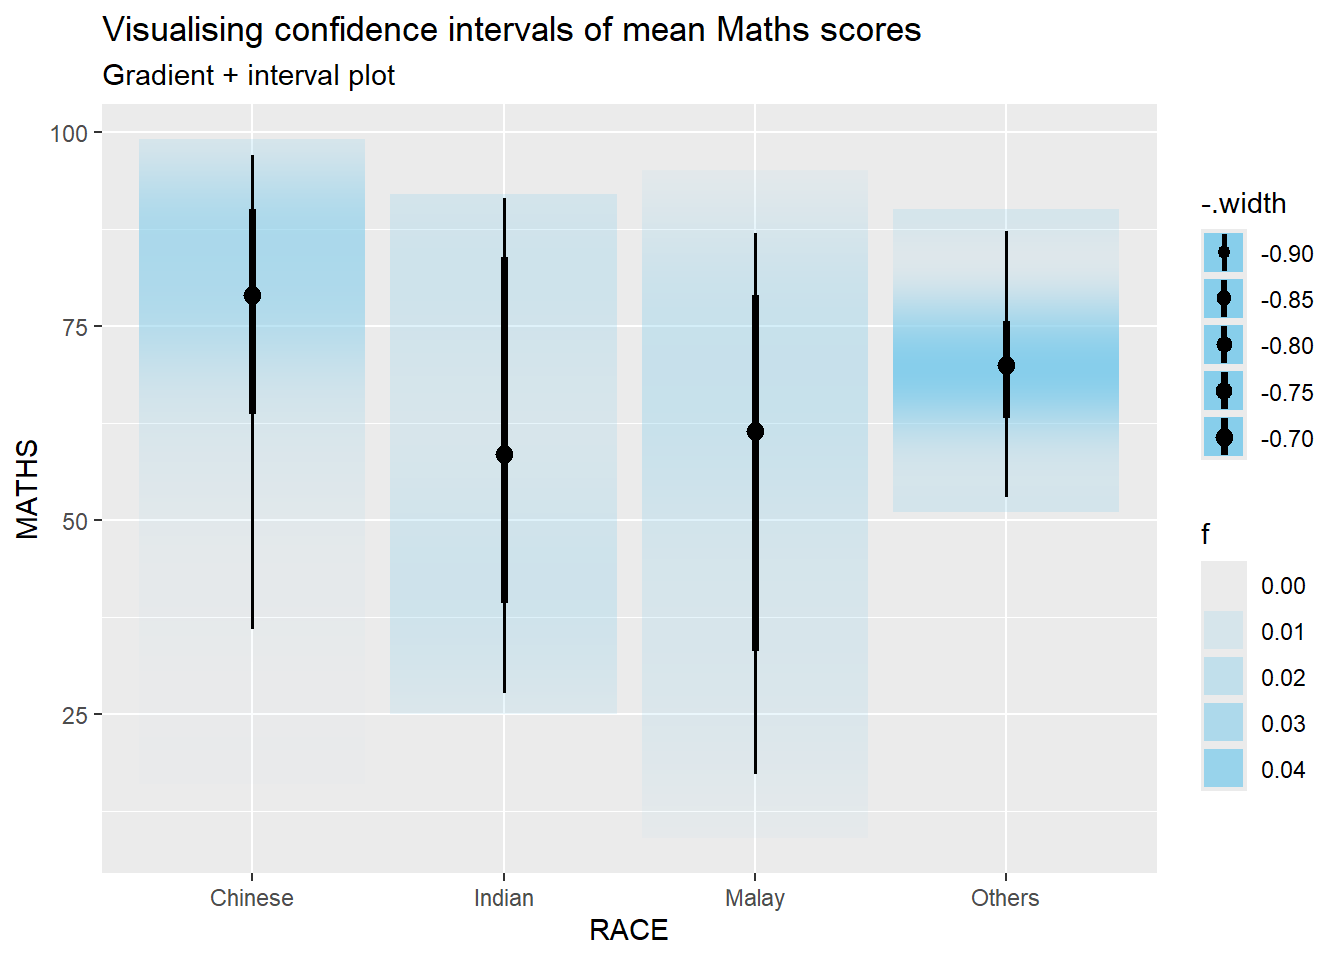 Visualising confidence intervals of mean Maths scores
Gradient + interval plot
100
75
50
25
MATHS
Chinese
Indian
Malay
Others
RACE
-.width
-0.90
-0.85
-0.80
-0.75
-0.70
f
0.00
0.01
0.02
0.03
0.04